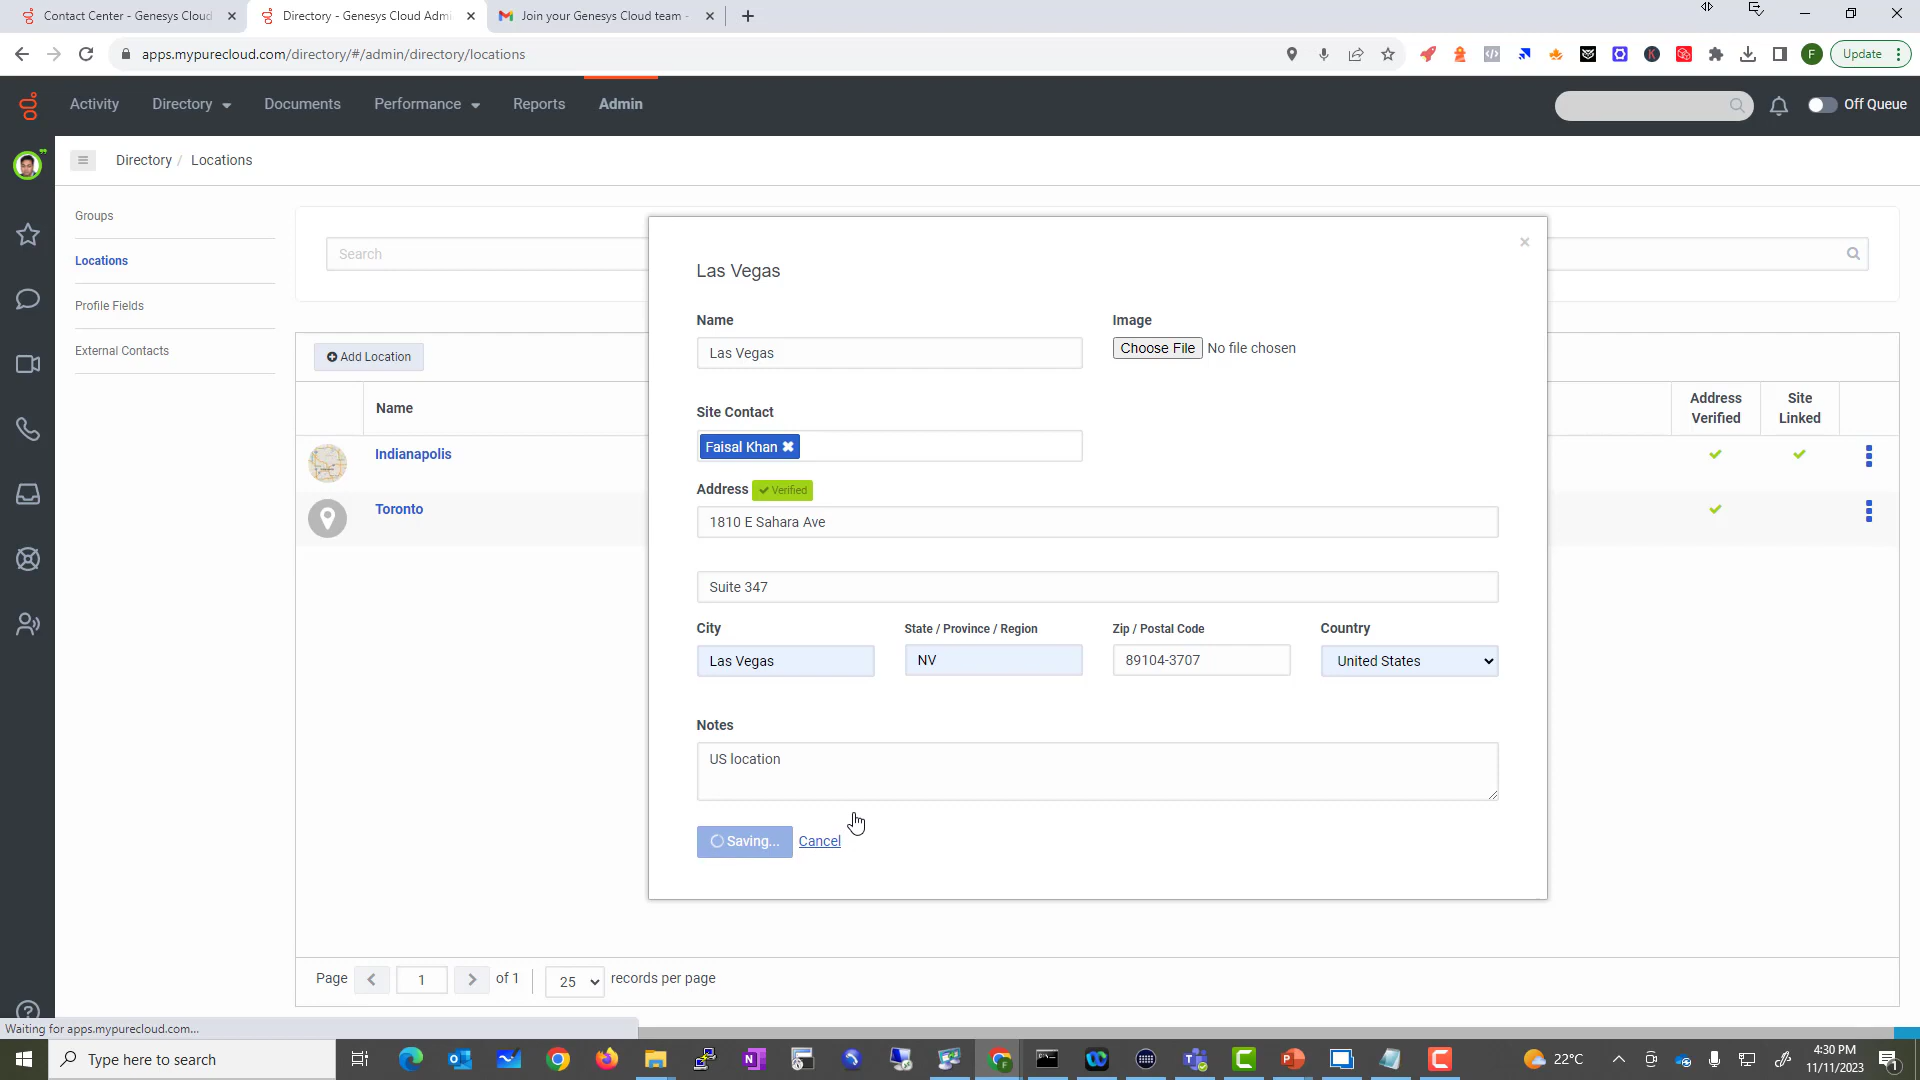 Contact Center - Genesys Cloud
Directory - Genesys Cloud Admi
Join your Genesys Cloud team -
apps.mypurecloud.com/directory/#/admin/directory/locations
F
Update
Activity
Directory
Documents
Performance
Reports
Admin
Off Queue
Directory / Locations
Groups
Locations
Profile Fields
External Contacts
Search
Add Location
Name
Address Verified
Site Linked
Indianapolis
Toronto
Las Vegas
Name
Las Vegas
Image
Choose File No file chosen
Site Contact
Faisal Khan
Address Verified
1810 E Sahara Ave
Suite 347
City
Las Vegas
State / Province / Region
NV
Zip / Postal Code
89104-3707
Country
United States
Notes
US location
Saving... Cancel
Page 1 of 1 25 records per page
Waiting for apps.mypurecloud.com...
Type here to search
22°C
4:30 PM
11/11/2023
1